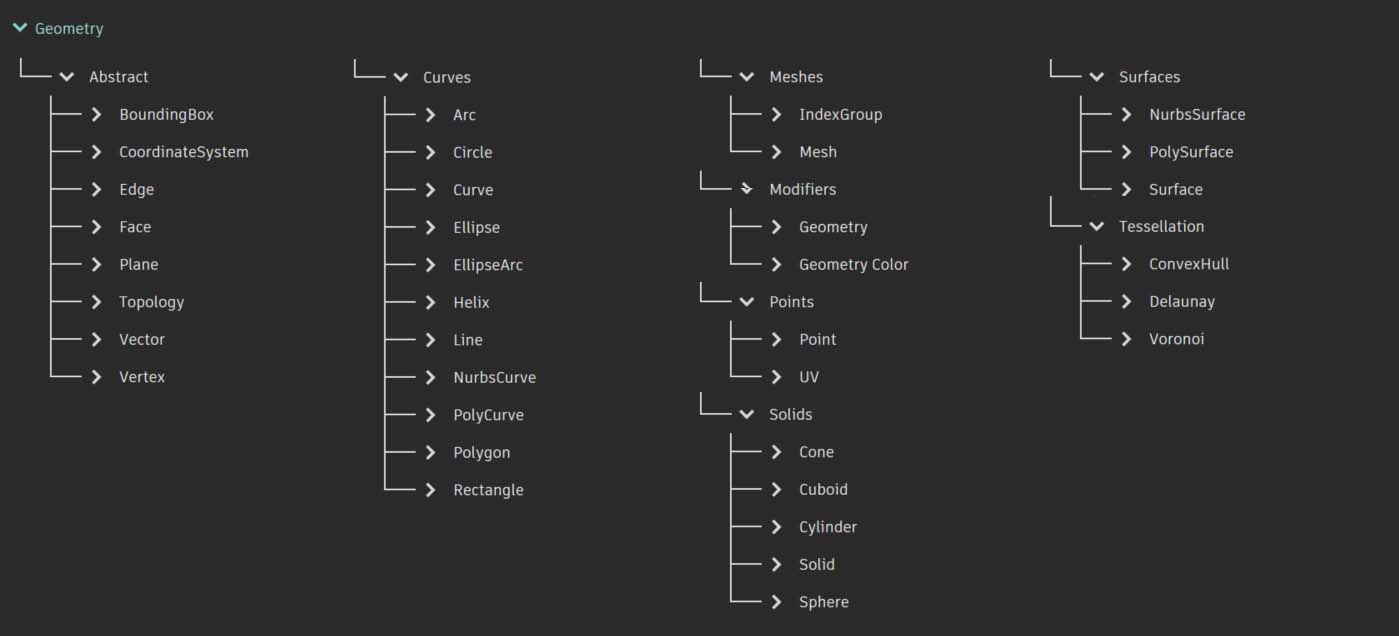 Geometry
Abstract
BoundingBox
CoordinateSystem
Edge
Face
Plane
Topology
Vector
Vertex
Curves
Arc
Circle
Curve
Ellipse
EllipseArc
Helix
Line
NurbsCurve
PolyCurve
Polygon
Rectangle
Meshes
IndexGroup
Mesh
Modifiers
Geometry
Geometry Color
Points
Point
UV
Solids
Cone
Cuboid
Cylinder
Solid
Sphere
Surfaces
NurbsSurface
PolySurface
Surface
Tessellation
ConvexHull
Delaunay
Voronoi